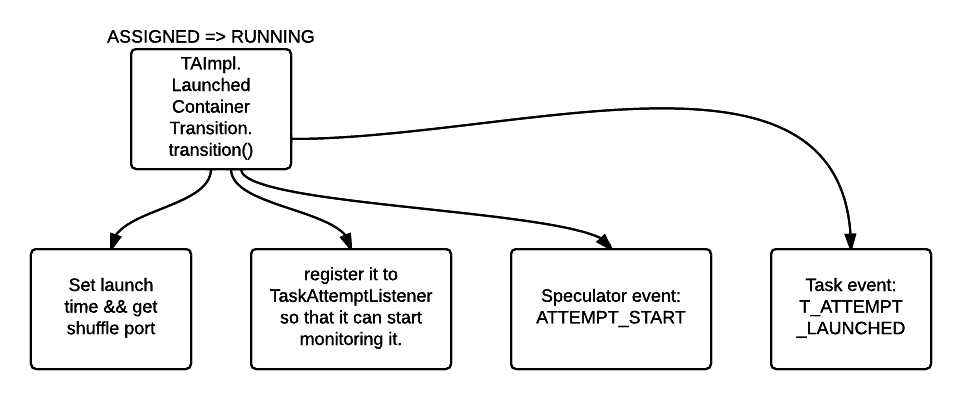 ASSIGNED => RUNNING
TAImpl.
Launched
Container
Transition.
transition()
Set launch
time && get
shuffle port
register it to
TaskAttemptListener
so that it can start
monitoring it.
Speculator event:
ATTEMPT_START
Task event:
T_ATTEMPT
_LAUNCHED